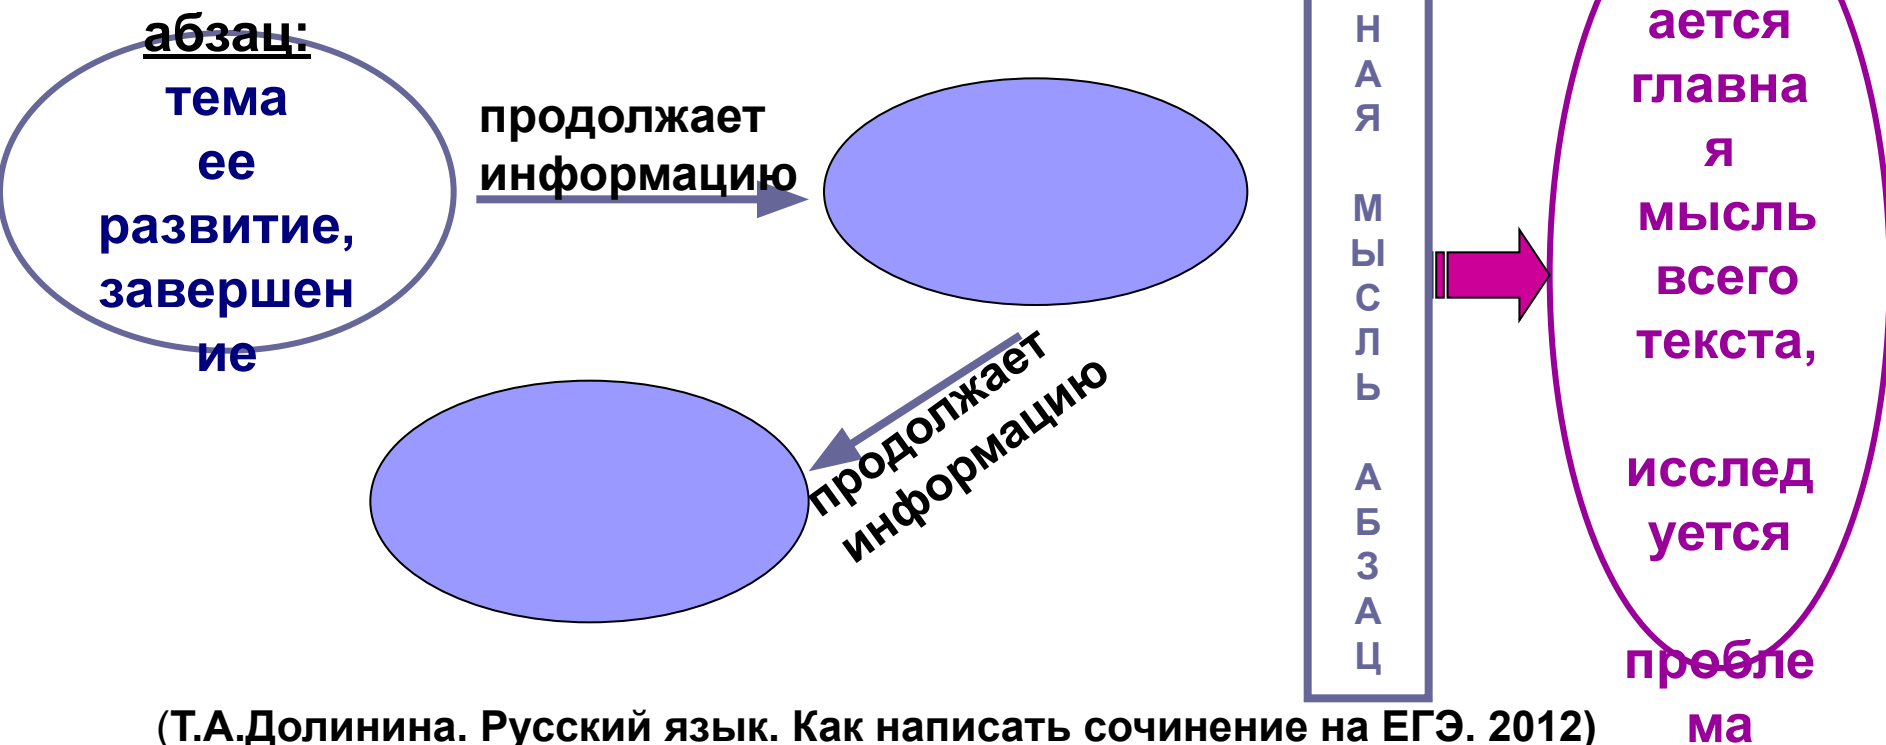 абзац:
тема
ее
развитие,
завершен
ие
продолжает
информацию
продолжает
информацию
Н
А
Я
М
Ы
С
Л
Ь
А
Б
З
А
Ц
ается
главна
я
мысль
всего
текста,
исслед
уется
пробле
ма
(Т.А.Долинина. Русский язык. Как написать сочинение на ЕГЭ. 2012)